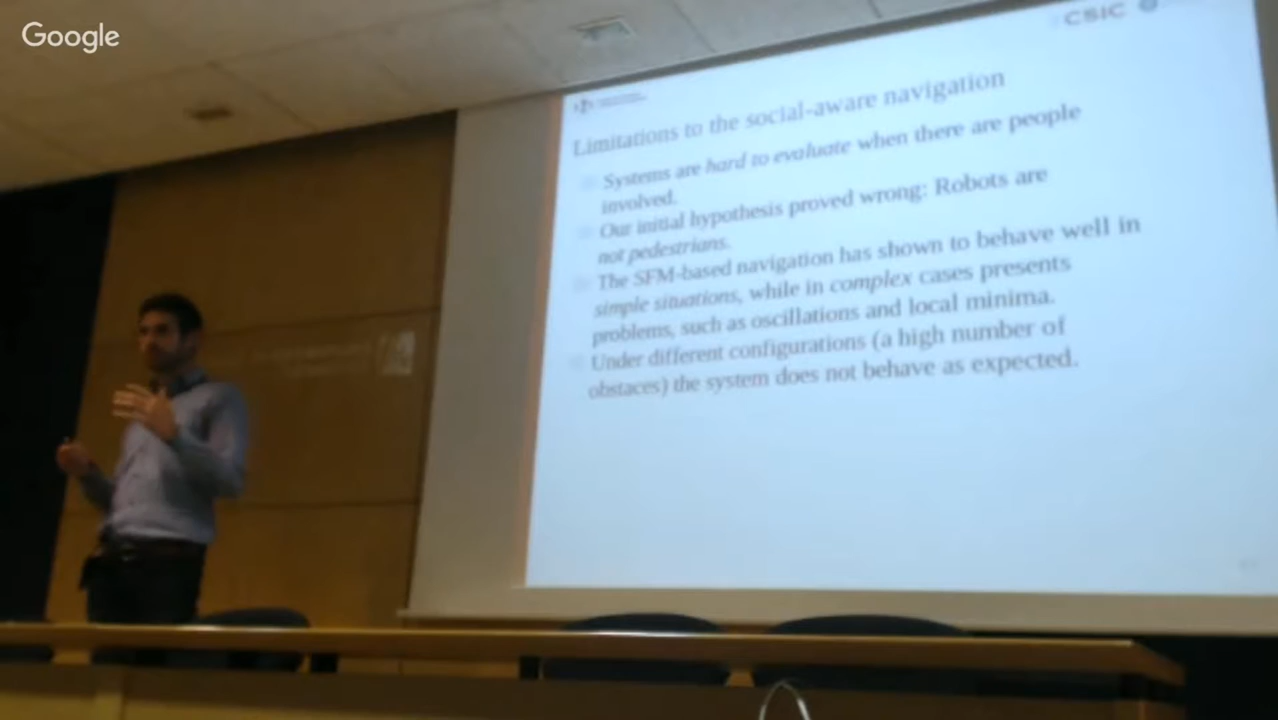 Google
CSIC
Limitations to the social-aware navigation
Systems are hard to evaluate when there are people
involved.
Our initial hypothesis proved wrong: Robots are
not pedestrians.
The SFM-based navigation has shown to behave well in
simple situations, while in complex cases presents
problems, such as oscillations and local minima.
Under different configurations (a high number of
obstaces) the system does not behave as expected.